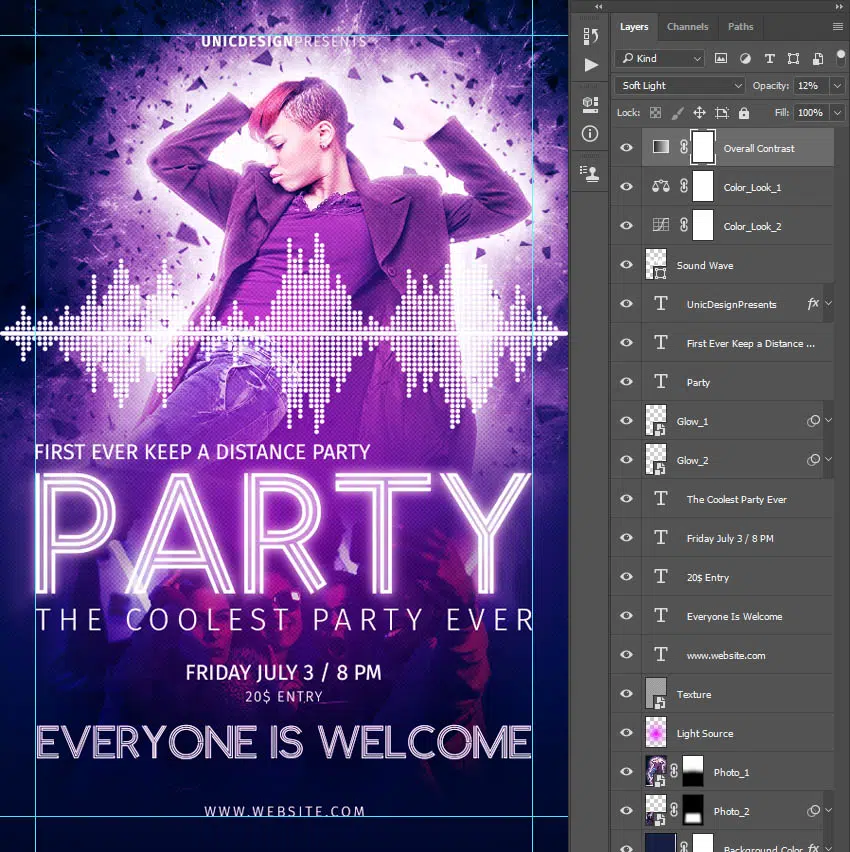 UNICDESIGNPRESENTS
FIRST EVER KEEP A DISTANCE PARTY
PARTY
THE COOLEST PARTY EVER
FRIDAY JULY 3 / 8 PM
20$ ENTRY
EVERYONE IS WELCOME
WWW.WEBSITE.COM
Layers Channels Paths
Kind
Soft Light Opacity: 12%
Lock: Fill: 100%
Overall Contrast
Color_Look_1
Color_Look_2
Sound Wave
UnicDesignPresents fx
First Ever Keep a Distance ...
Party
Glow_1
Glow_2
The Coolest Party Ever
Friday July 3 / 8 PM
20$ Entry
Everyone Is Welcome
www.website.com
Texture
Light Source
Photo_1
Photo_2
Background Color fx